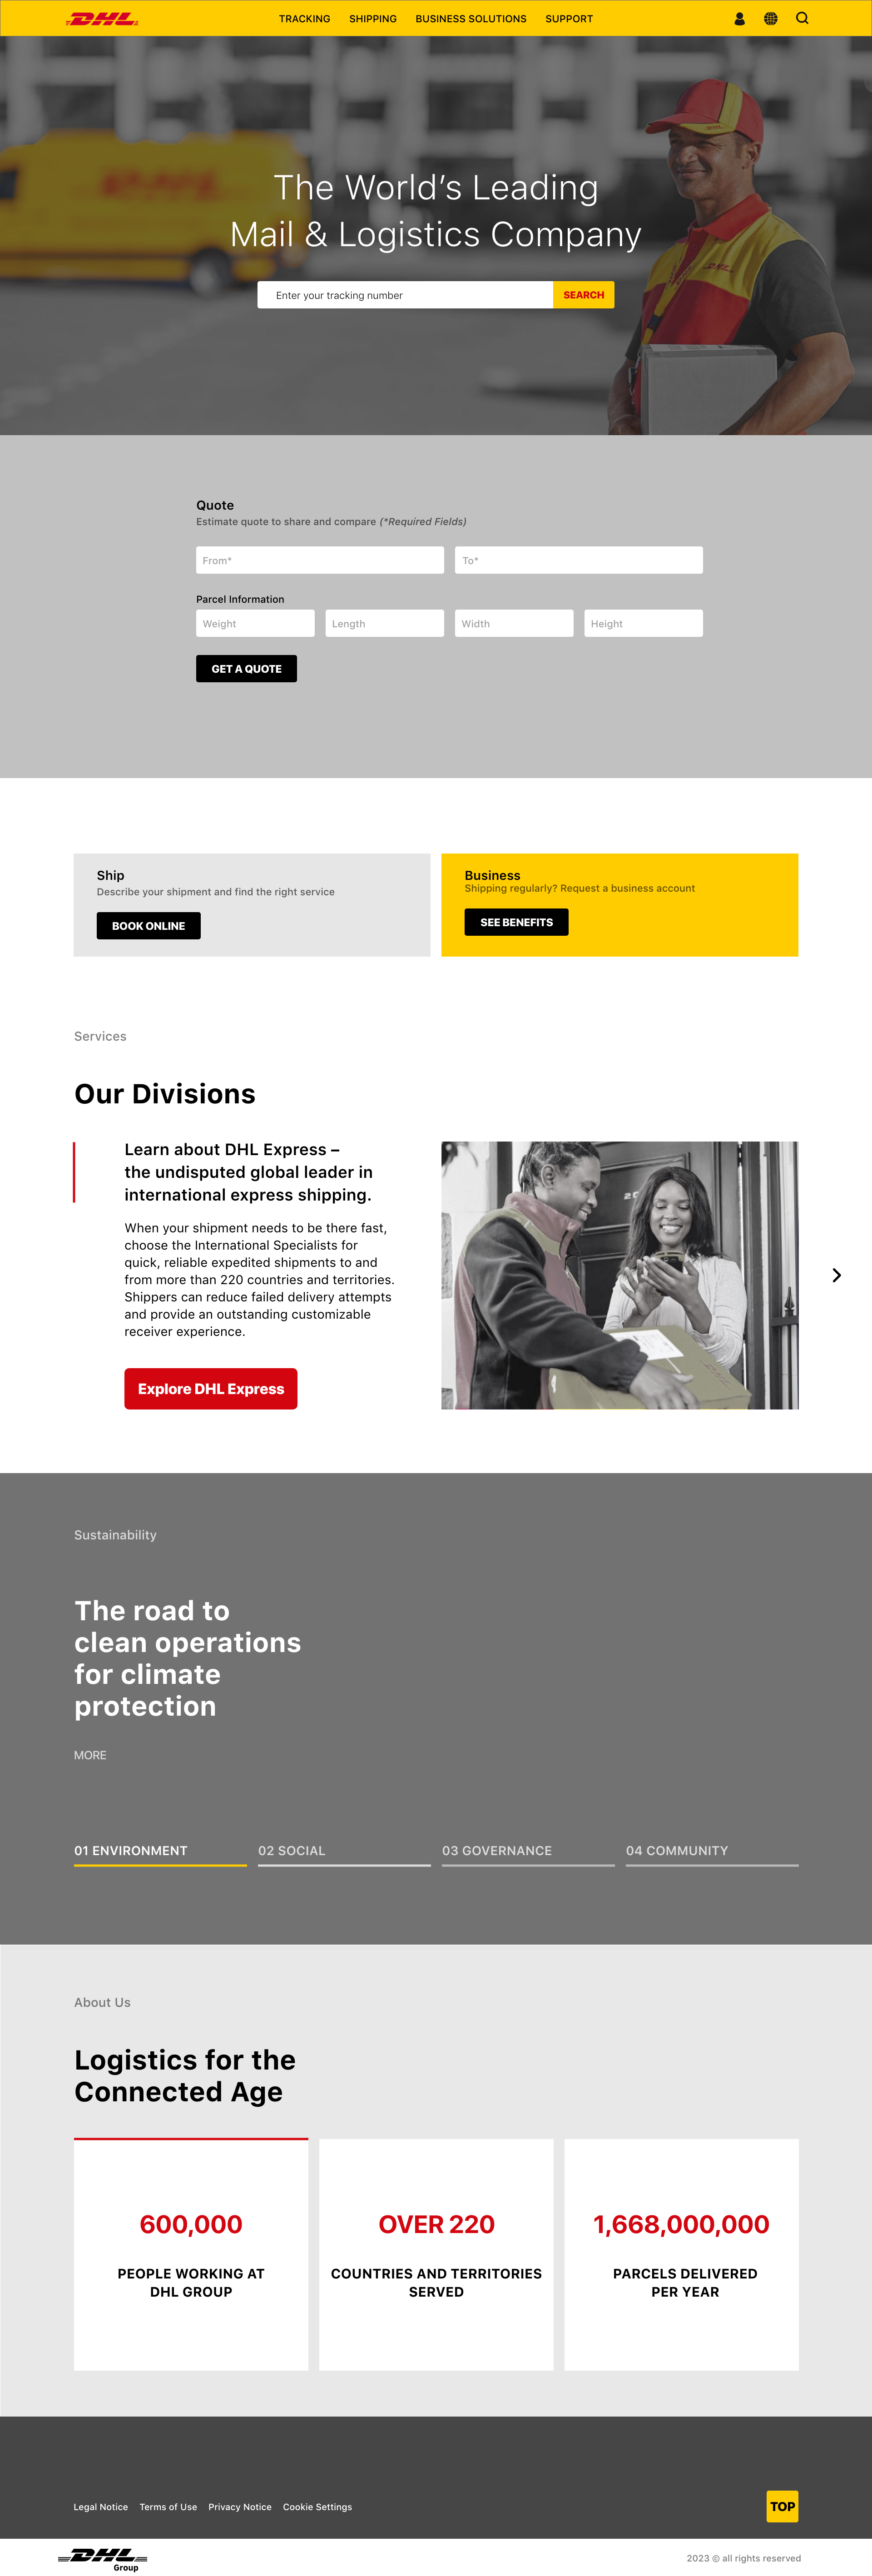 DHL
TRACKING SHIPPING BUSINESS SOLUTIONS SUPPORT
The World's Leading
Mail & Logistics Company
Enter your tracking number
SEARCH
Quote
Estimate quote to share and compare (*Required Fields)
From*
To*
Parcel Information
Weight
Length
Width
Height
GET A QUOTE
Ship
Describe your shipment and find the right service
BOOK ONLINE
Business
Shipping regularly? Request a business account
SEE BENEFITS
Services
Our Divisions
Learn about DHL Express –
the undisputed global leader in
international express shipping.
When your shipment needs to be there fast,
choose the International Specialists for
quick, reliable expedited shipments to and
from more than 220 countries and territories.
Shippers can reduce failed delivery attempts
and provide an outstanding customizable
receiver experience.
Explore DHL Express
Sustainability
The road to
clean operations
for climate
protection
MORE
01 ENVIRONMENT
02 SOCIAL
03 GOVERNANCE
04 COMMUNITY
About Us
Logistics for the
Connected Age
600,000
PEOPLE WORKING AT
DHL GROUP
OVER 220
COUNTRIES AND TERRITORIES
SERVED
1,668,000,000
PARCELS DELIVERED
PER YEAR
Legal Notice Terms of Use Privacy Notice Cookie Settings
TOP
DHL
Group
2023 © all rights reserved